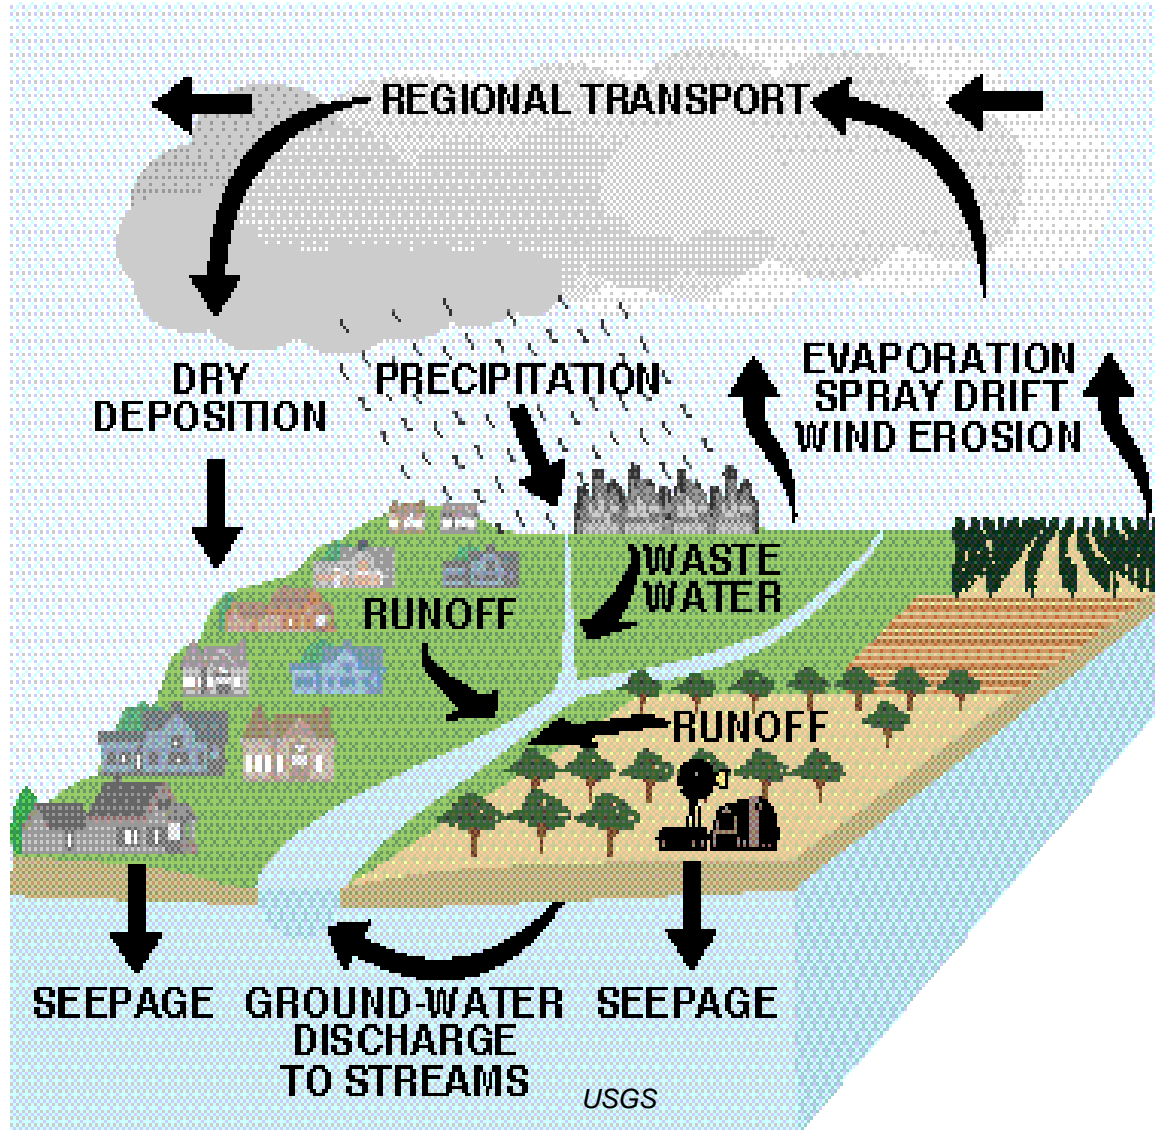 REGIONAL TRANSPORT
DRY
DEPOSITION
PRECIPITATION
EVAPORATION
SPRAY DRIFT
WIND EROSION
WASTE
WATER
RUNOFF
RUNOFF
SEEPAGE
GROUND-WATER
DISCHARGE
TO STREAMS
SEEPAGE
USGS